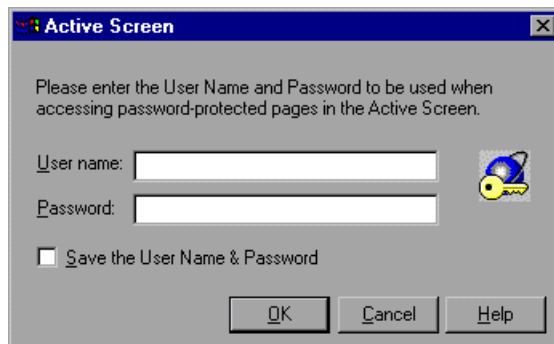 Active Screen
Please enter the User Name and Password to be used when
accessing password-protected pages in the Active Screen.
User name:
Password:
Save the User Name & Password
OK Cancel Help